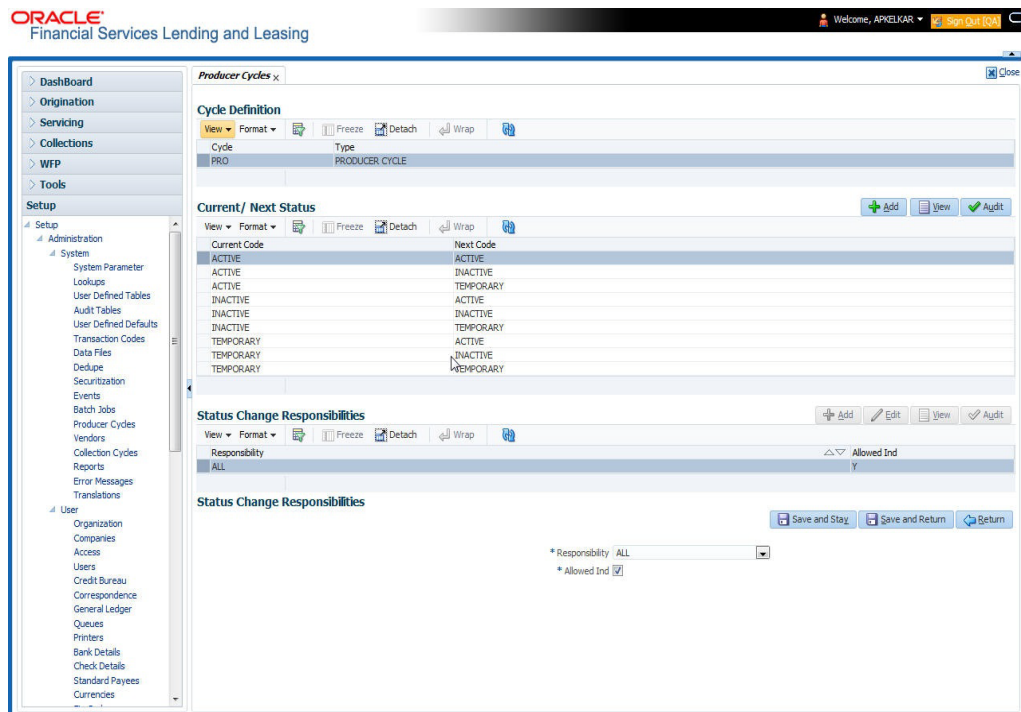 ORACLE
Financial Services Lending and Leasing
Welcome, APKELKAR
Sign Out [QA]
Close
DashBoard
Origination
Servicing
Collections
WFP
Tools
Setup
Setup
Administration
System
System Parameter
Lookups
User Defined Tables
Audit Tables
User Defined Defaults
Transaction Codes
Data Files
Dedupe
Securitization
Events
Batch Jobs
Producer Cycles
Vendors
Collection Cycles
Reports
Error Messages
Translations
User
Organization
Companies
Access
Users
Credit Bureau
Correspondence
General Ledger
Queues
Printers
Bank Details
Check Details
Standard Payees
Currencies
Producer Cycles x
Cycle Definition
View Format Freeze Detach Wrap
Cycle Type
PRO PRODUCER CYCLE
Current/ Next Status
Add View Audit
View Format Freeze Detach Wrap
Current Code Next Code
ACTIVE ACTIVE
ACTIVE INACTIVE
ACTIVE TEMPORARY
INACTIVE ACTIVE
INACTIVE INACTIVE
INACTIVE TEMPORARY
TEMPORARY ACTIVE
TEMPORARY INACTIVE
TEMPORARY TEMPORARY
Status Change Responsibilities
Add Edit View Audit
View Format Freeze Detach Wrap
Responsibility Allowed Ind
ALL Y
Status Change Responsibilities
Save and Stay Save and Return Return
* Responsibility ALL
* Allowed Ind